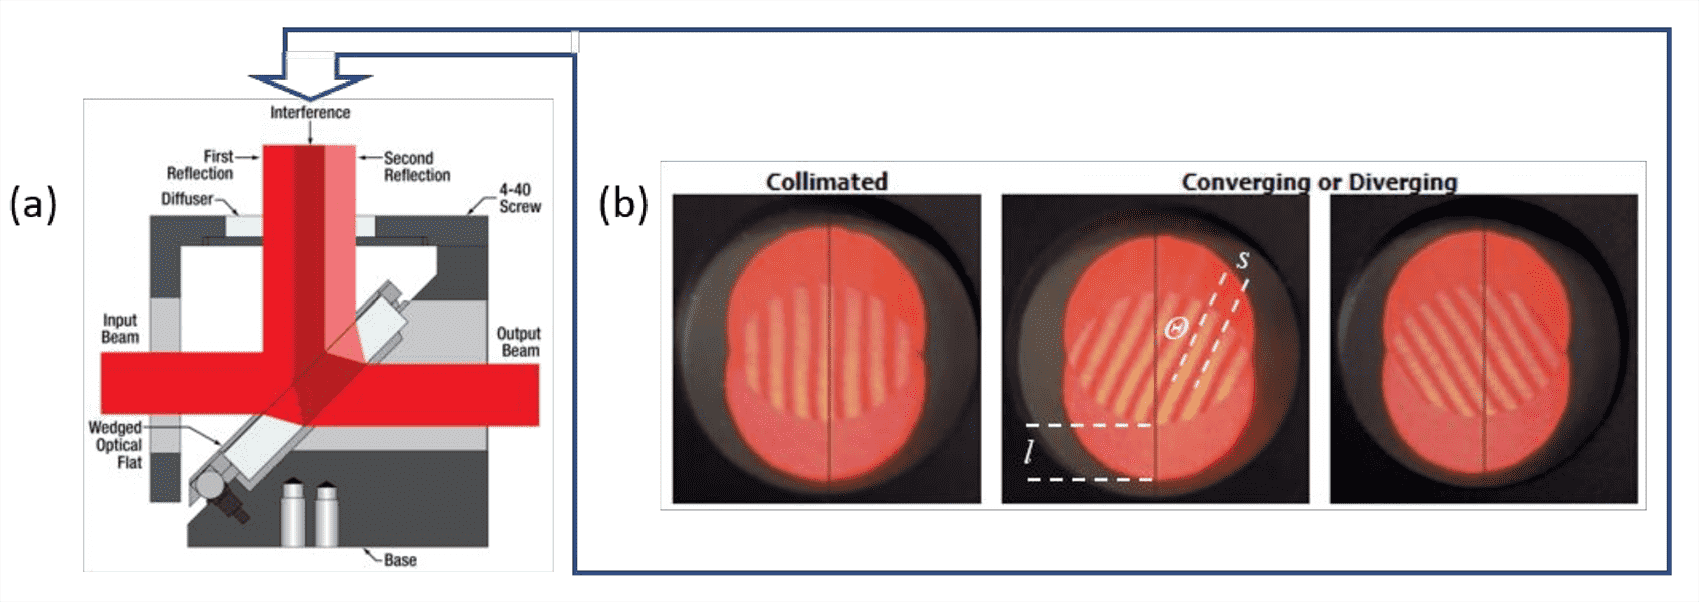 (a)
Interference
First
Reflection
Second
Reflection
Diffuser
4-40
Screw
Input
Beam
Output
Beam
Wedged
Optical
Flat
Base
(b)
Collimated
Converging or Diverging
s
Θ
l